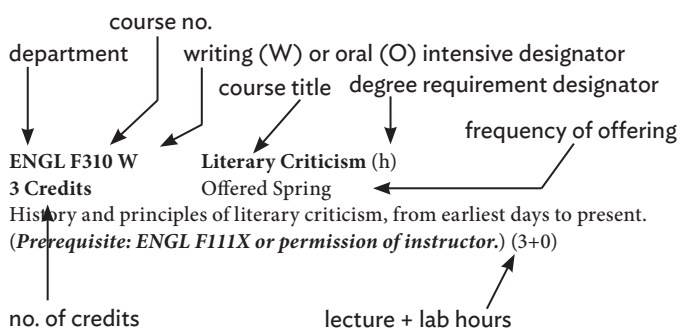 course no.
department
writing (W) or oral (O) intensive designator
course title
degree requirement designator
frequency of offering
ENGL F310 W Literary Criticism (h)
3 Credits Offered Spring
History and principles of literary criticism, from earliest days to present.
(Prerequisite: ENGL F111X or permission of instructor.) (3+0)
no. of credits
lecture + lab hours